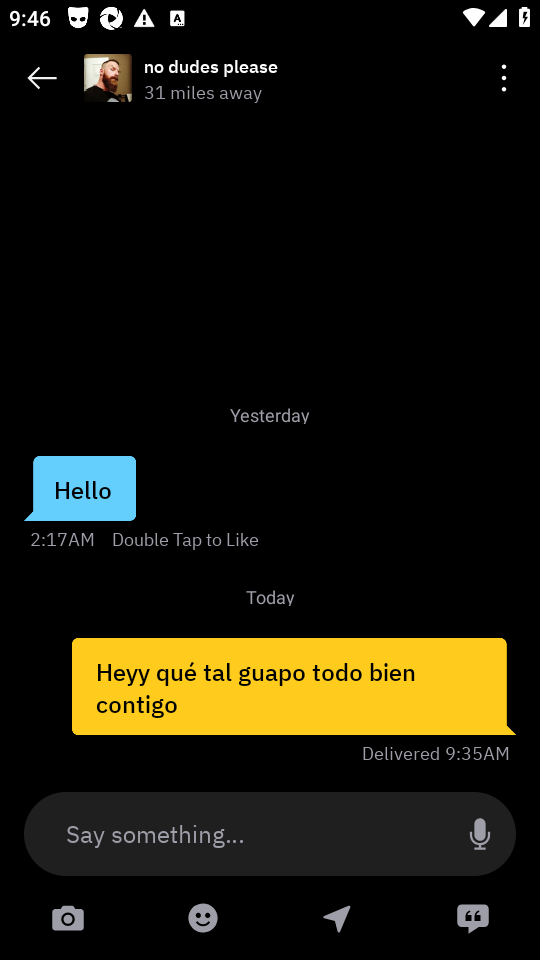 9:46
no dudes please
31 miles away
Yesterday
Hello
2:17AM Double Tap to Like
Today
Heyy qué tal guapo todo bien
contigo
Delivered 9:35AM
Say something...